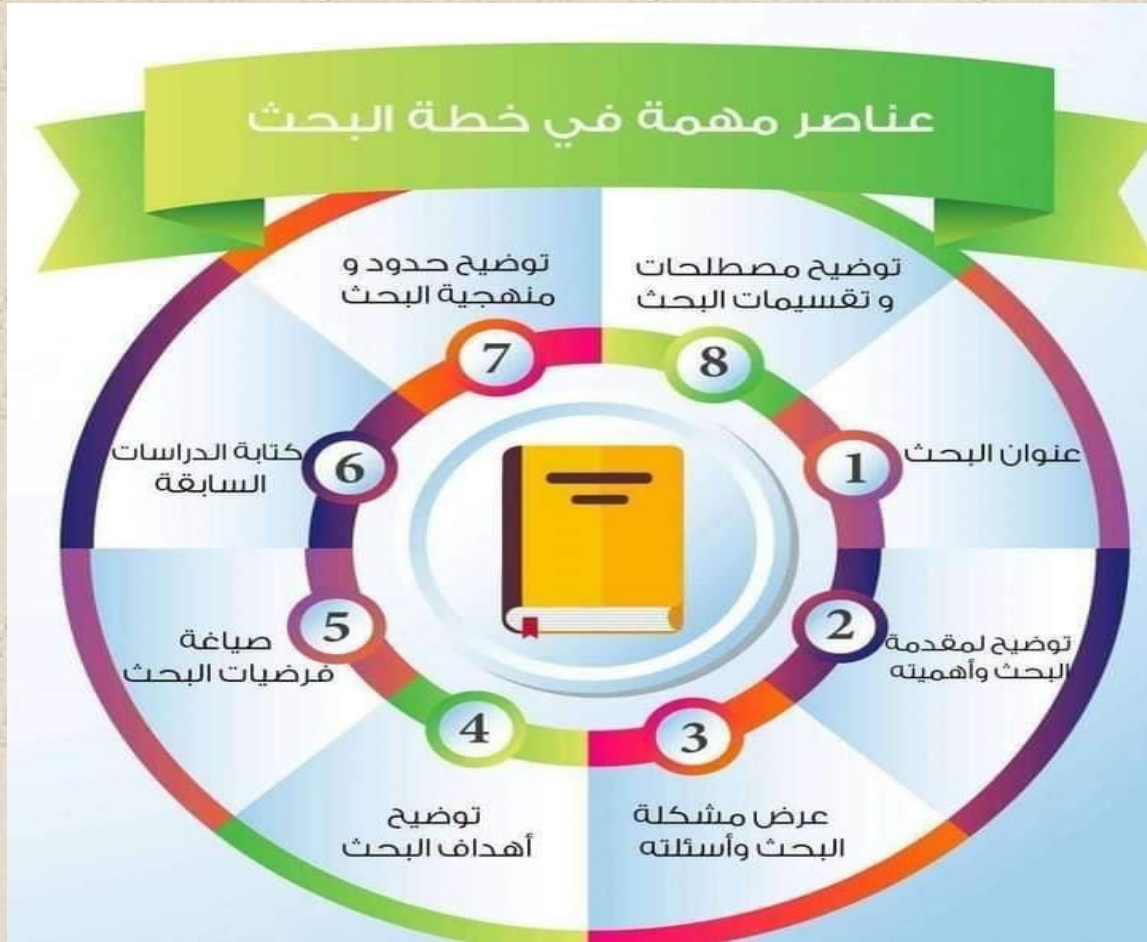 عناصر مهمة في خطة البحث
1
عنوان البحث
2
توضيح لمقدمة
البحث وأهميته
3
عرض مشكلة
البحث وأسئلته
4
توضيح
أهداف البحث
5
صياغة
فرضيات البحث
6
كتابة الدراسات
السابقة
7
توضيح حدود و
منهجية البحث
8
توضيح مصطلحات
و تقسيمات البحث